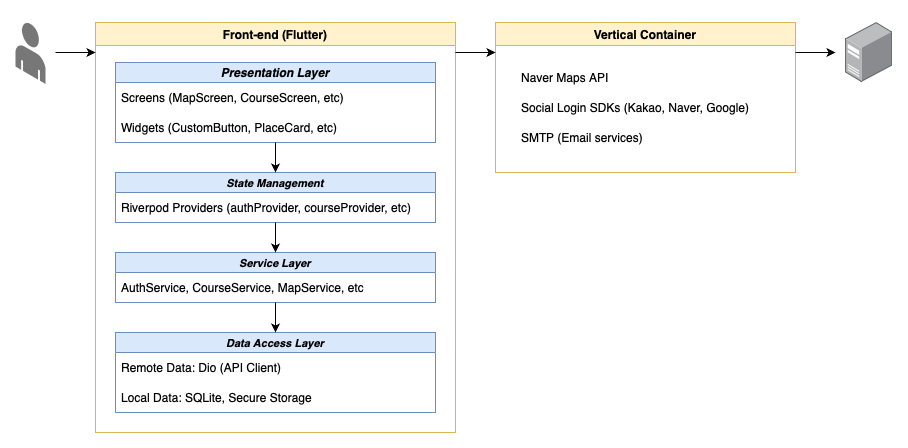 Front-end (Flutter)
Presentation Layer
Screens (MapScreen, CourseScreen, etc)
Widgets (CustomButton, PlaceCard, etc)
State Management
Riverpod Providers (authProvider, courseProvider, etc)
Service Layer
AuthService, CourseService, MapService, etc
Data Access Layer
Remote Data: Dio (API Client)
Local Data: SQLite, Secure Storage
Vertical Container
Naver Maps API
Social Login SDKs (Kakao, Naver, Google)
SMTP (Email services)